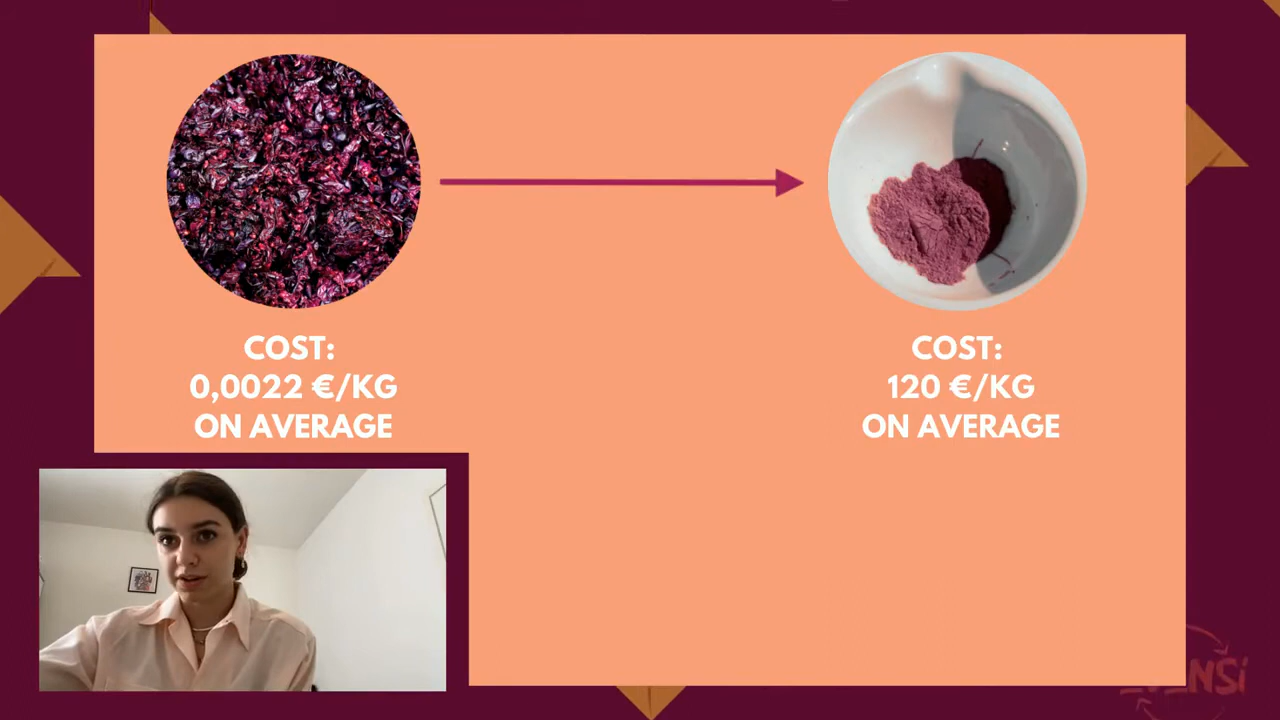 COST:
0,0022 €/KG
ON AVERAGE
COST:
120 €/KG
ON AVERAGE